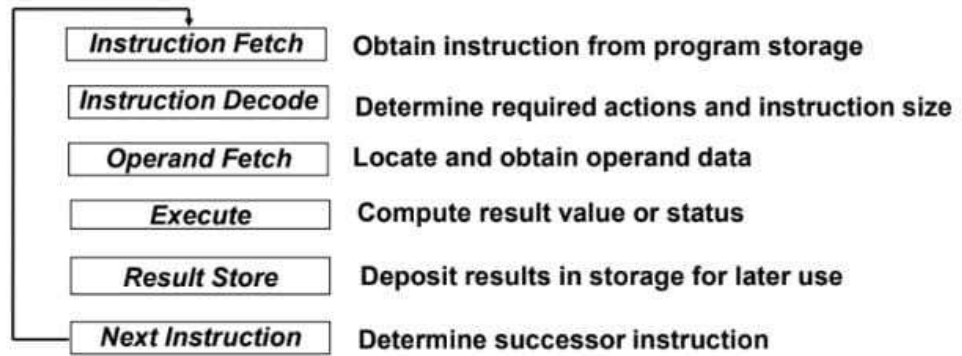 Instruction Fetch Obtain instruction from program storage
Instruction Decode Determine required actions and instruction size
Operand Fetch Locate and obtain operand data
Execute Compute result value or status
Result Store Deposit results in storage for later use
Next Instruction Determine successor instruction